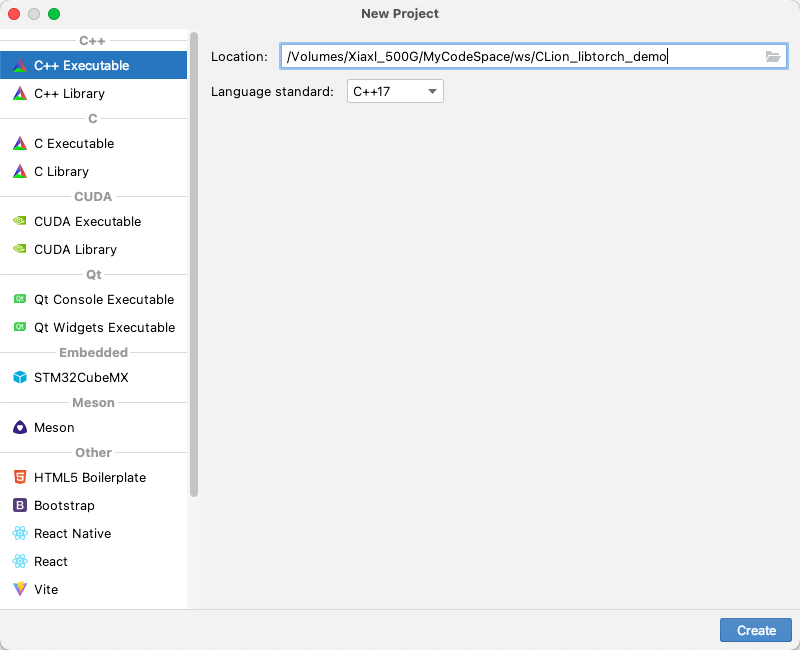 New Project
C++
C++ Executable
C++ Library
C
C Executable
C Library
CUDA
CUDA Executable
CUDA Library
Qt
Qt Qt Console Executable
Qt Qt Widgets Executable
Embedded
STM32CubeMX
Meson
Meson
Other
HTML5 Boilerplate
B Bootstrap
React Native
React
Vite
Location: /Volumes/Xiaxl_500G/MyCodeSpace/ws/CLion_libtorch_demo
Language standard: C++17
Create